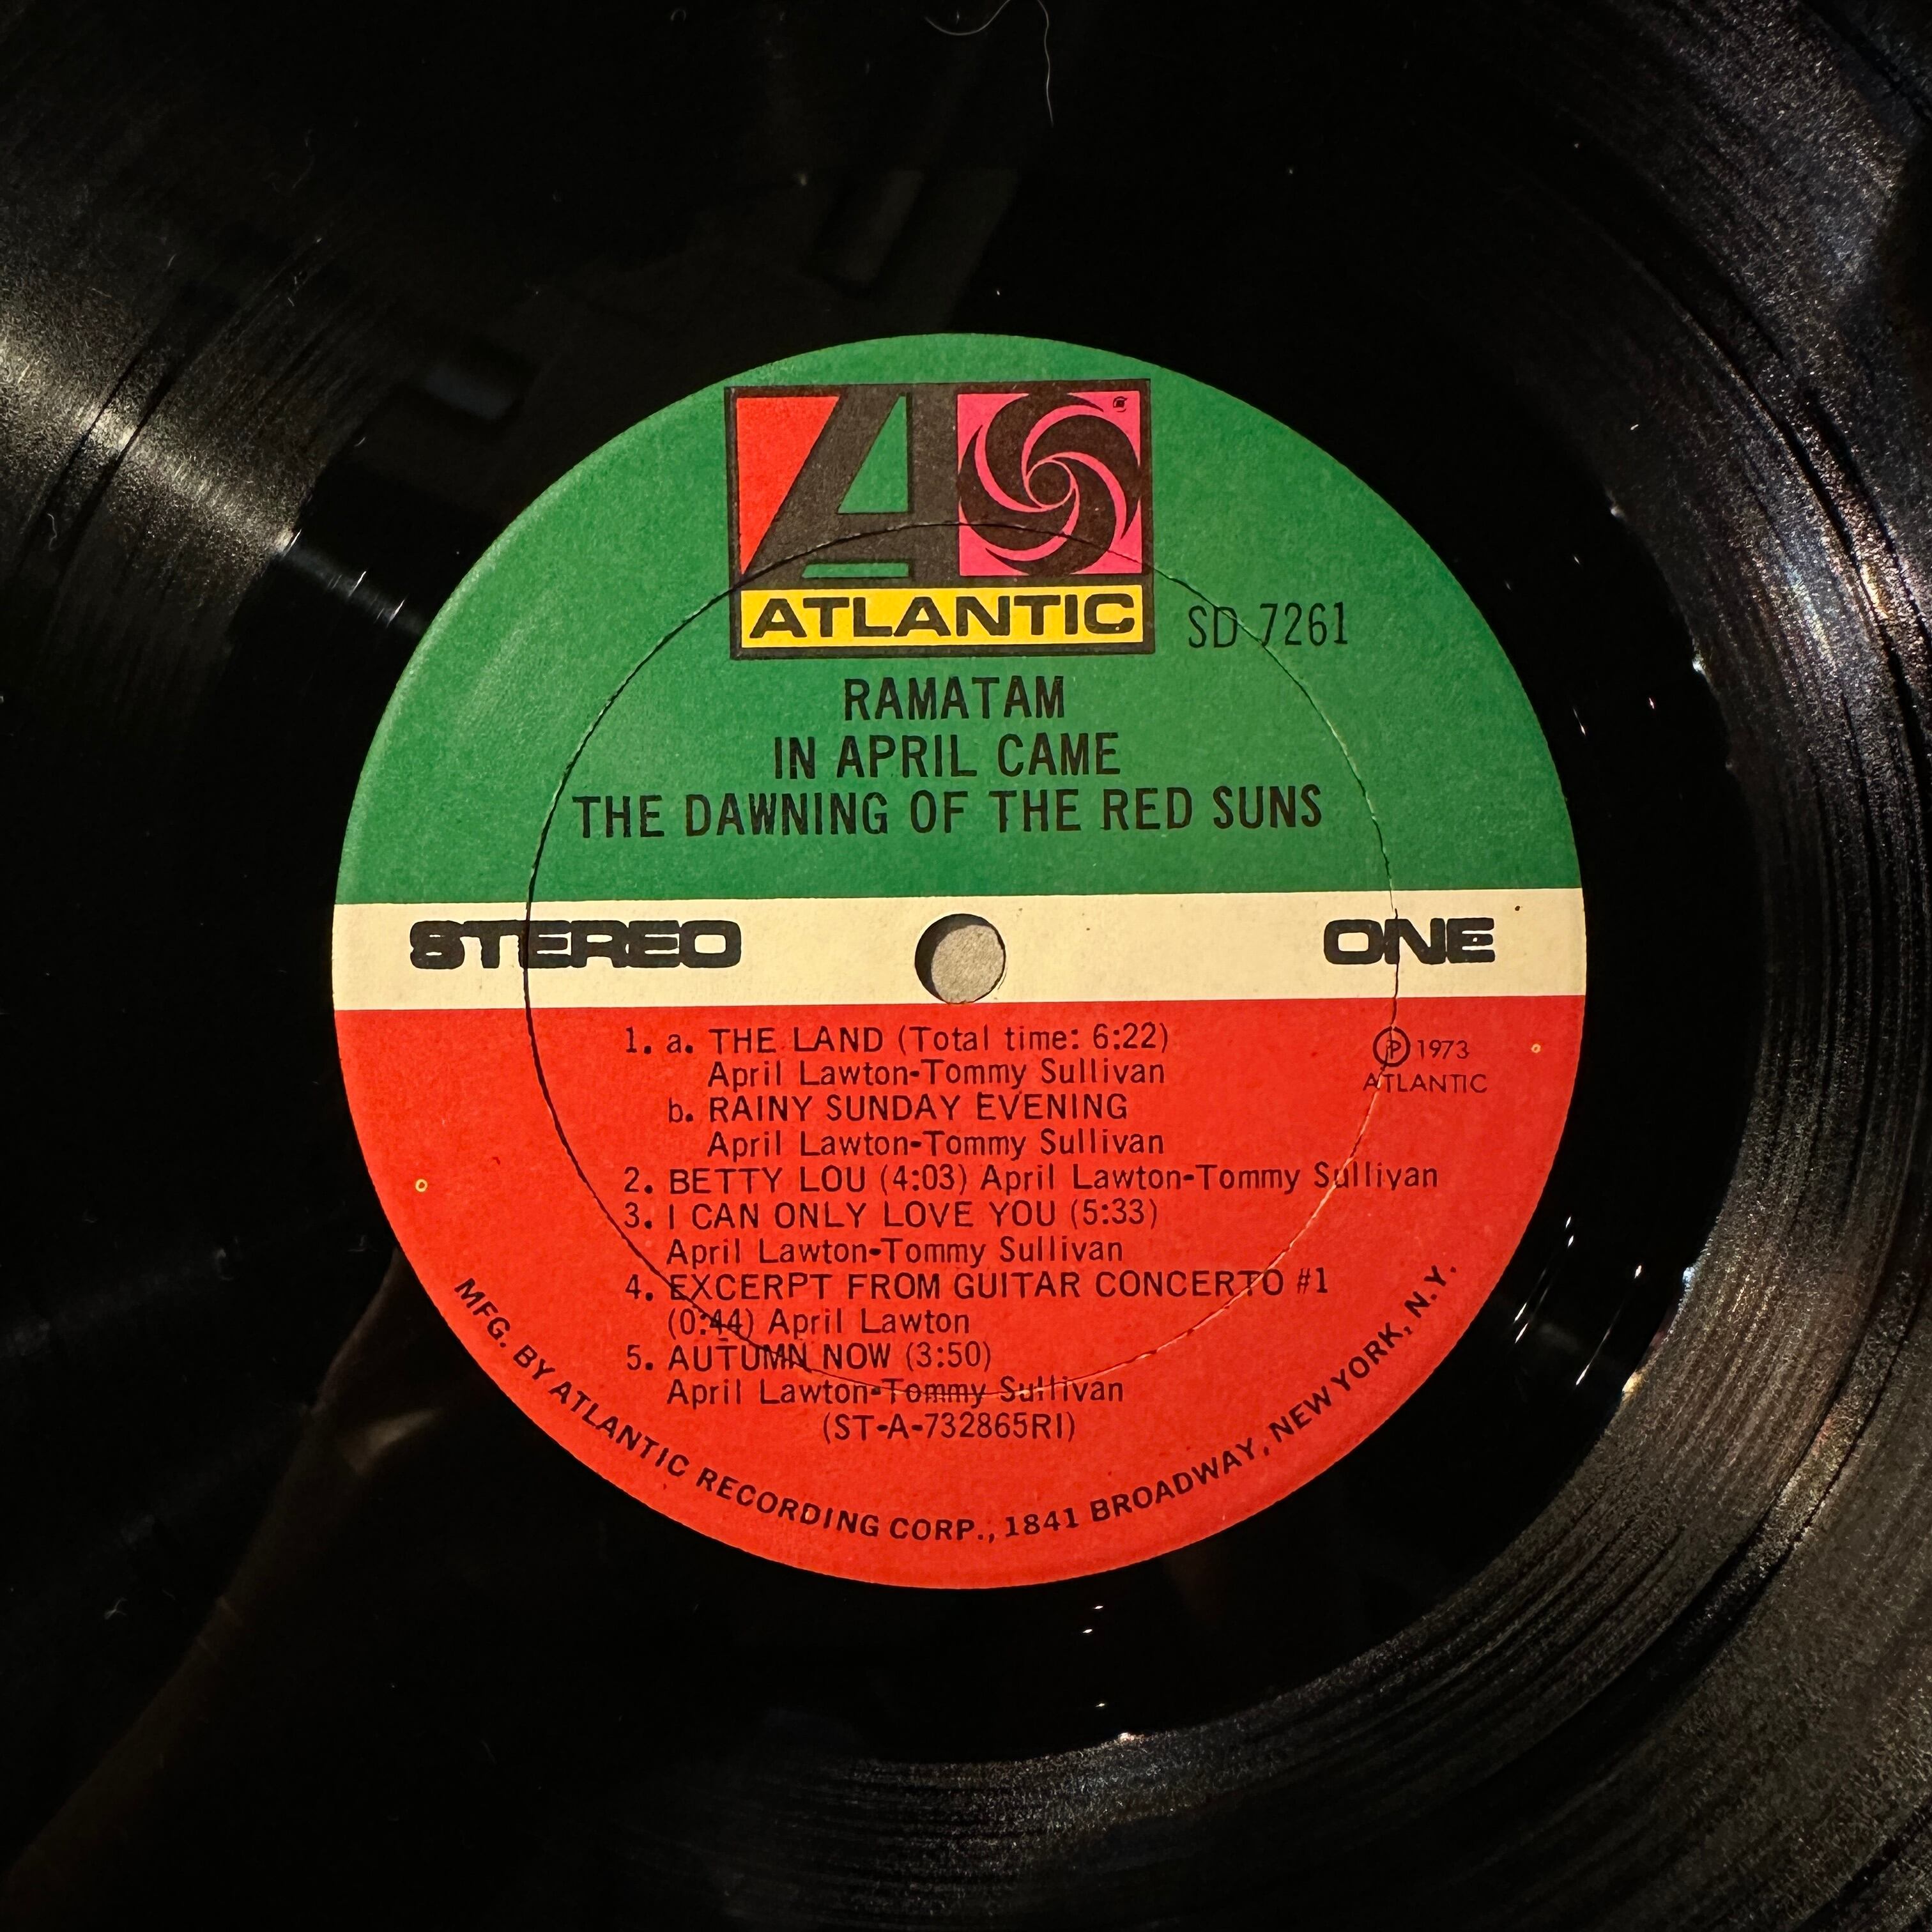 ATLANTIC
SD 7261
RAMATAM
IN APRIL CAME
THE DAWNING OF THE RED SUNS
STEREO
ONE
1. a. THE LAND (Total time: 6:22)
April Lawton-Tommy Sullivan
b. RAINY SUNDAY EVENING
April Lawton-Tommy Sullivan
2. BETTY LOU (4:03) April Lawton-Tommy Sullivan
3. I CAN ONLY LOVE YOU (5:33)
April Lawton-Tommy Sullivan
4. EXCERPT FROM GUITAR CONCERTO #1
(0:44) April Lawton
5. AUTUMN NOW (3:50)
April Lawton-Tommy Sullivan
(ST-A-732865RI)
℗ 1973
ATLANTIC
MFG. BY ATLANTIC RECORDING CORP., 1841 BROADWAY, NEW YORK, N.Y.